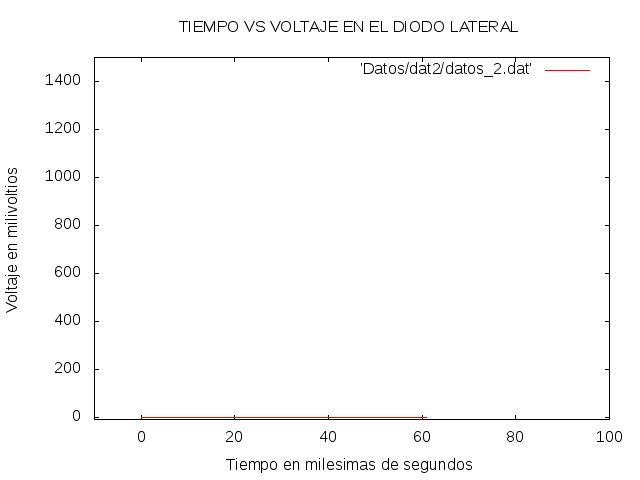 TIEMPO VS VOLTAJE EN EL DIODO LATERAL
'Datos/dat2/datos_2.dat'
1400
1200
1000
800
600
400
200
0
Voltaje en milivoltios
0 20 40 60 80 100
Tiempo en milesimas de segundos